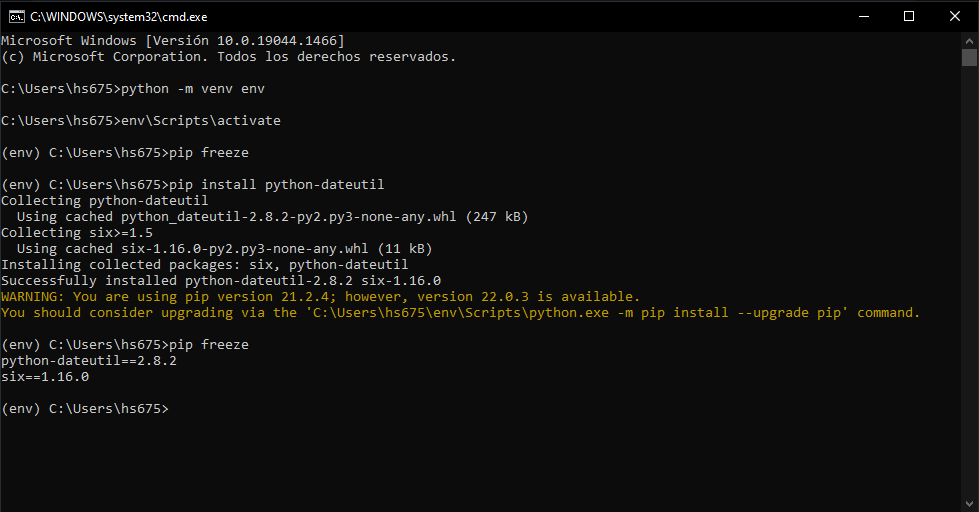 C:\WINDOWS\system32\cmd.exe
Microsoft Windows [Versión 10.0.19044.1466]
(c) Microsoft Corporation. Todos los derechos reservados.
C:\Users\hs675>python -m venv env
C:\Users\hs675>env\Scripts\activate
(env) C:\Users\hs675>pip freeze
(env) C:\Users\hs675>pip install python-dateutil
Collecting python-dateutil
  Using cached python_dateutil-2.8.2-py2.py3-none-any.whl (247 kB)
Collecting six>=1.5
  Using cached six-1.16.0-py2.py3-none-any.whl (11 kB)
Installing collected packages: six, python-dateutil
Successfully installed python-dateutil-2.8.2 six-1.16.0
WARNING: You are using pip version 21.2.4; however, version 22.0.3 is available.
You should consider upgrading via the 'C:\Users\hs675\env\Scripts\python.exe -m pip install --upgrade pip' command.
(env) C:\Users\hs675>pip freeze
python-dateutil==2.8.2
six==1.16.0
(env) C:\Users\hs675>